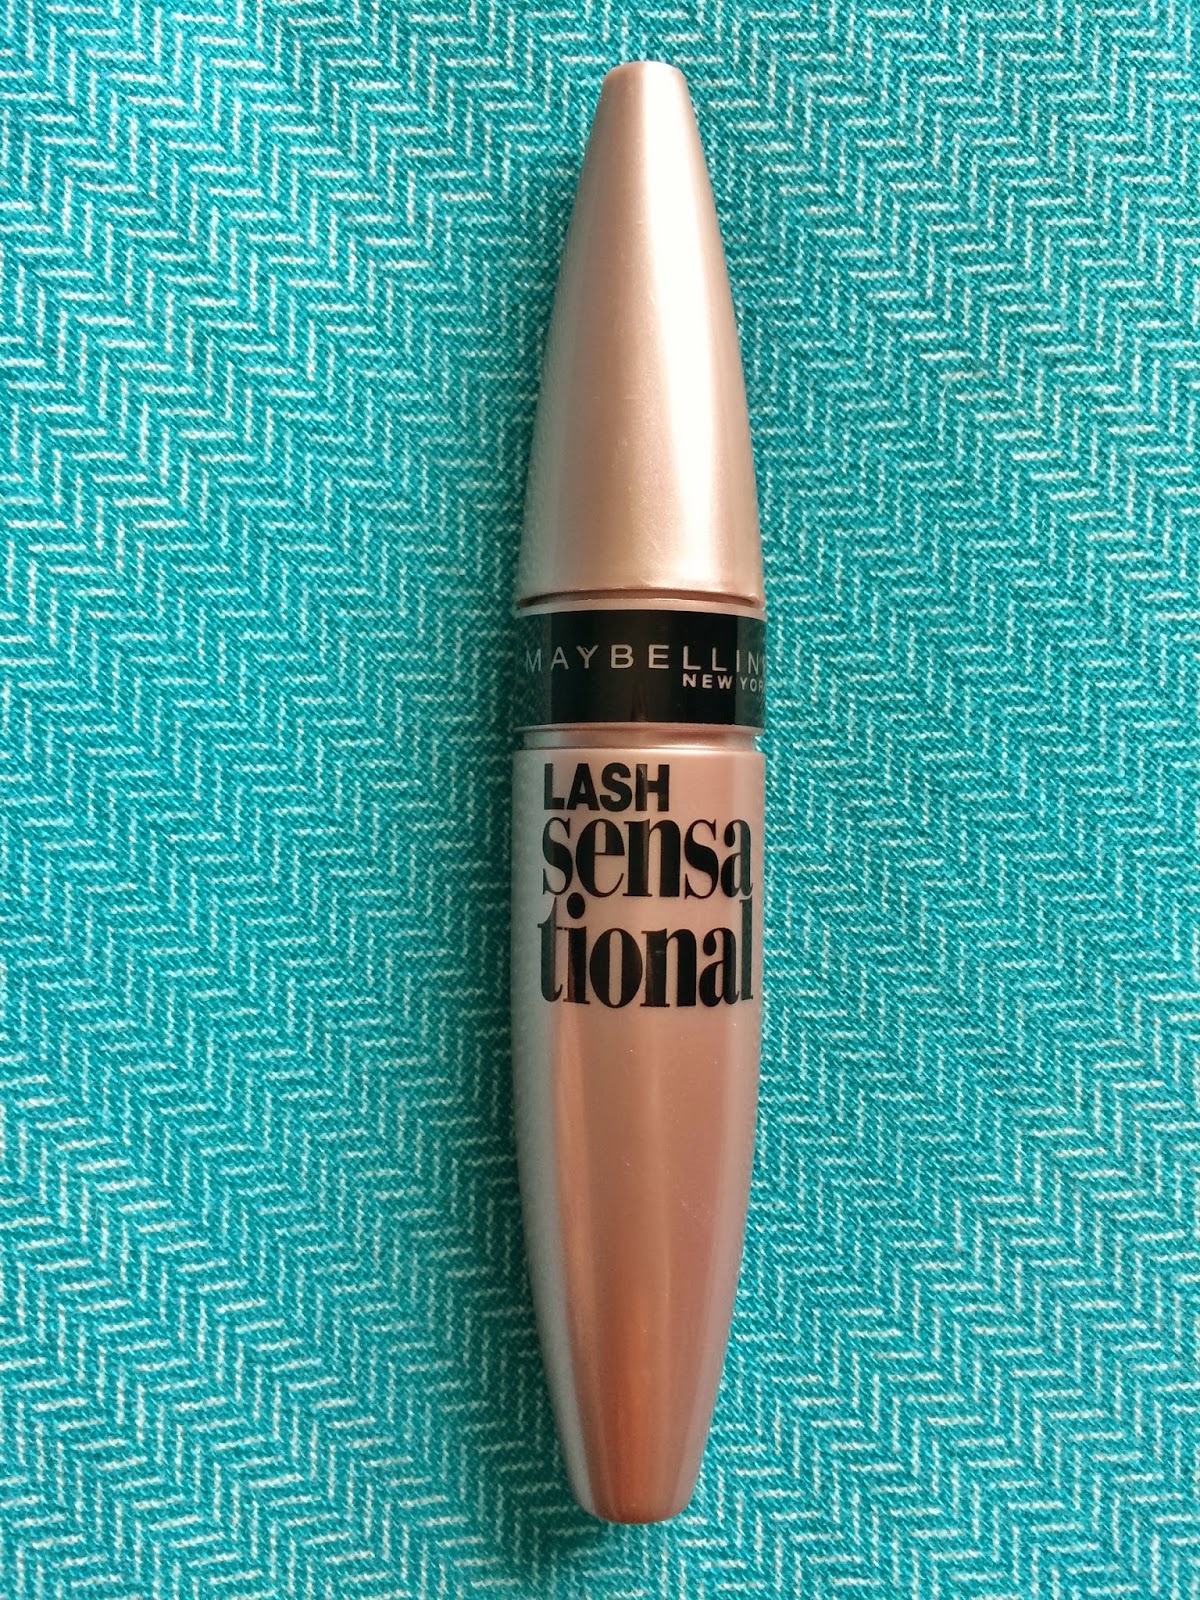 MAYBELLIN
NEW YOR
LASH
sensa
tional